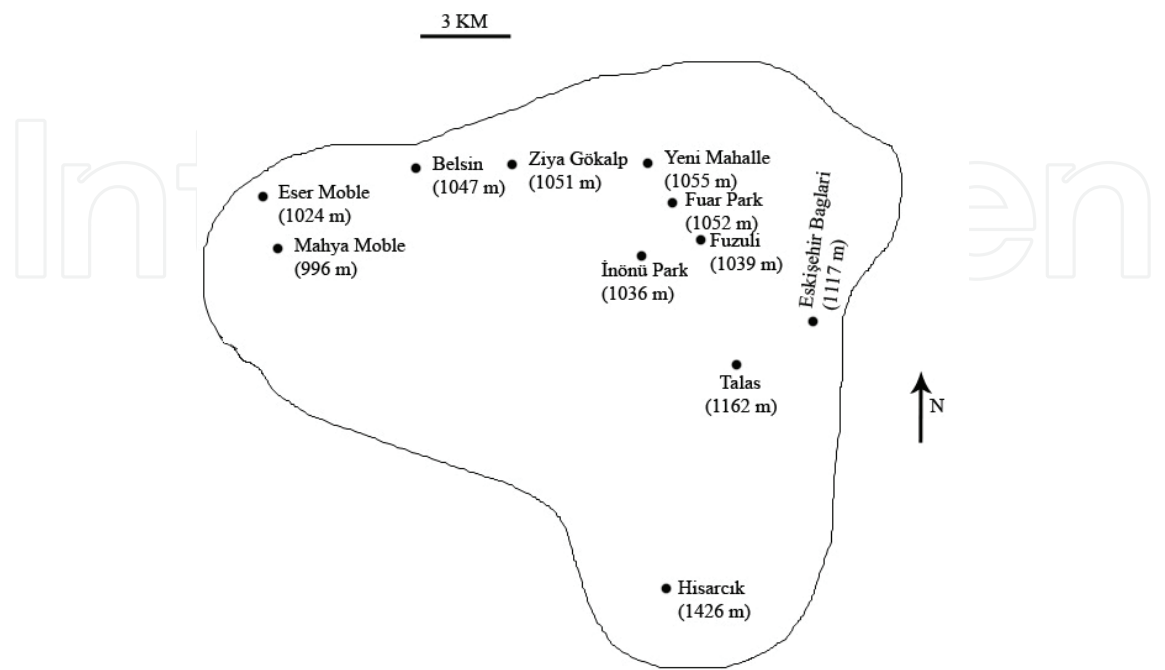 3 KM
Belsin
(1047 m)
Ziya Gökalp
(1051 m)
Yeni Mahalle
(1055 m)
Eser Moble
(1024 m)
Fuar Park
(1052 m)
Mahya Moble
(996 m)
Fuzuli
(1039 m)
İnönü Park
(1036 m)
Eskişehir Baglari
(1117 m)
Talas
(1162 m)
N
Hisarcık
(1426 m)